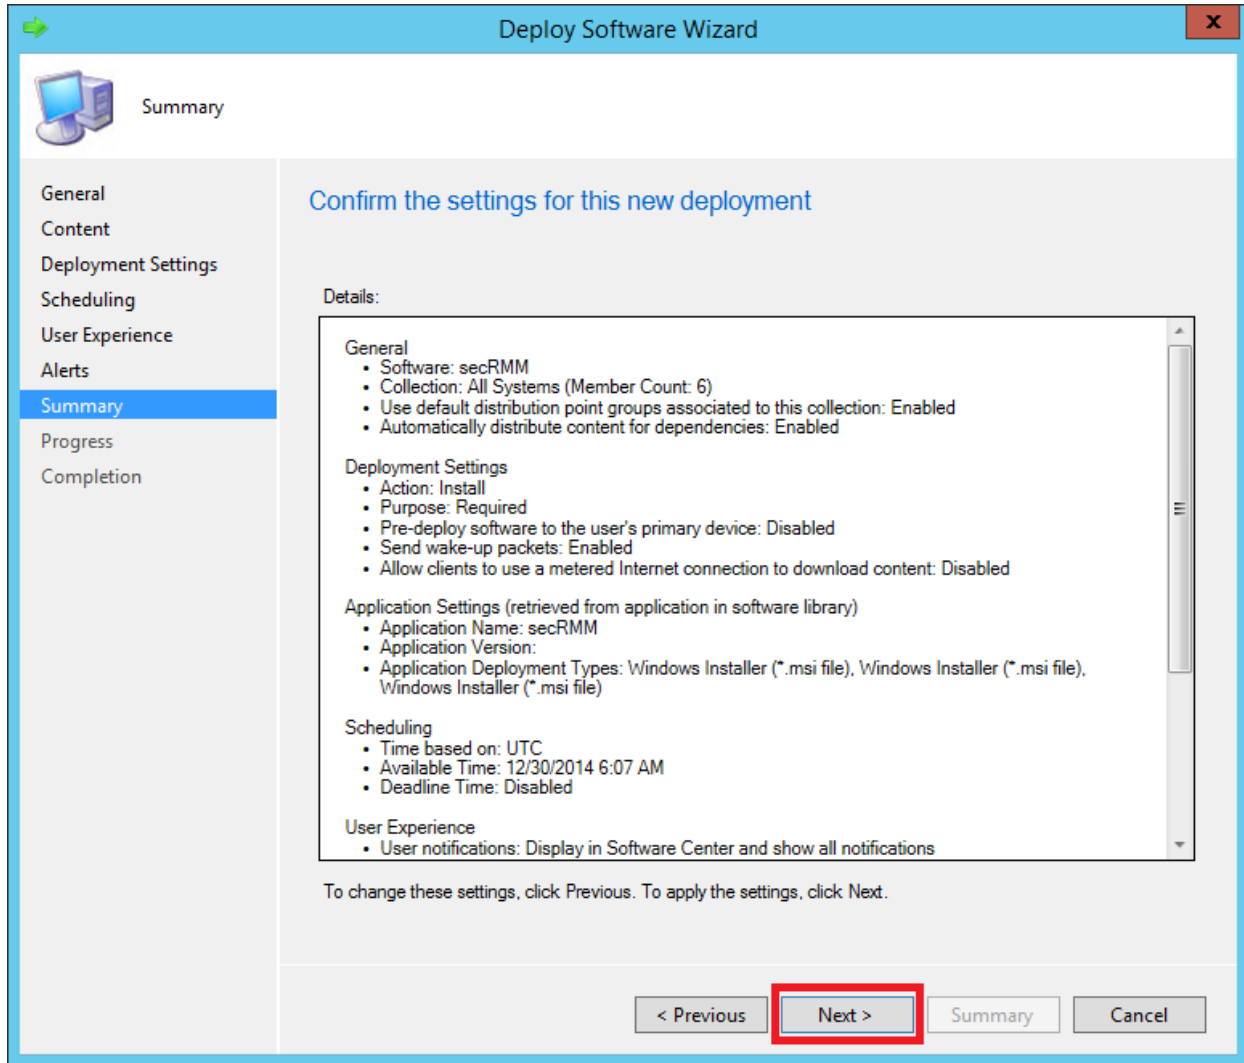 Deploy Software Wizard
x
Summary
General
Content
Deployment Settings
Scheduling
User Experience
Alerts
Summary
Progress
Completion
Confirm the settings for this new deployment
Details:
General
• Software: secRMM
• Collection: All Systems (Member Count: 6)
• Use default distribution point groups associated to this collection: Enabled
• Automatically distribute content for dependencies: Enabled
Deployment Settings
• Action: Install
• Purpose: Required
• Pre-deploy software to the user's primary device: Disabled
• Send wake-up packets: Enabled
• Allow clients to use a metered Internet connection to download content: Disabled
Application Settings (retrieved from application in software library)
• Application Name: secRMM
• Application Version:
• Application Deployment Types: Windows Installer (*.msi file), Windows Installer (*.msi file),
Windows Installer (*.msi file)
Scheduling
• Time based on: UTC
• Available Time: 12/30/2014 6:07 AM
• Deadline Time: Disabled
User Experience
• User notifications: Display in Software Center and show all notifications
To change these settings, click Previous. To apply the settings, click Next.
< Previous
Next >
Summary
Cancel